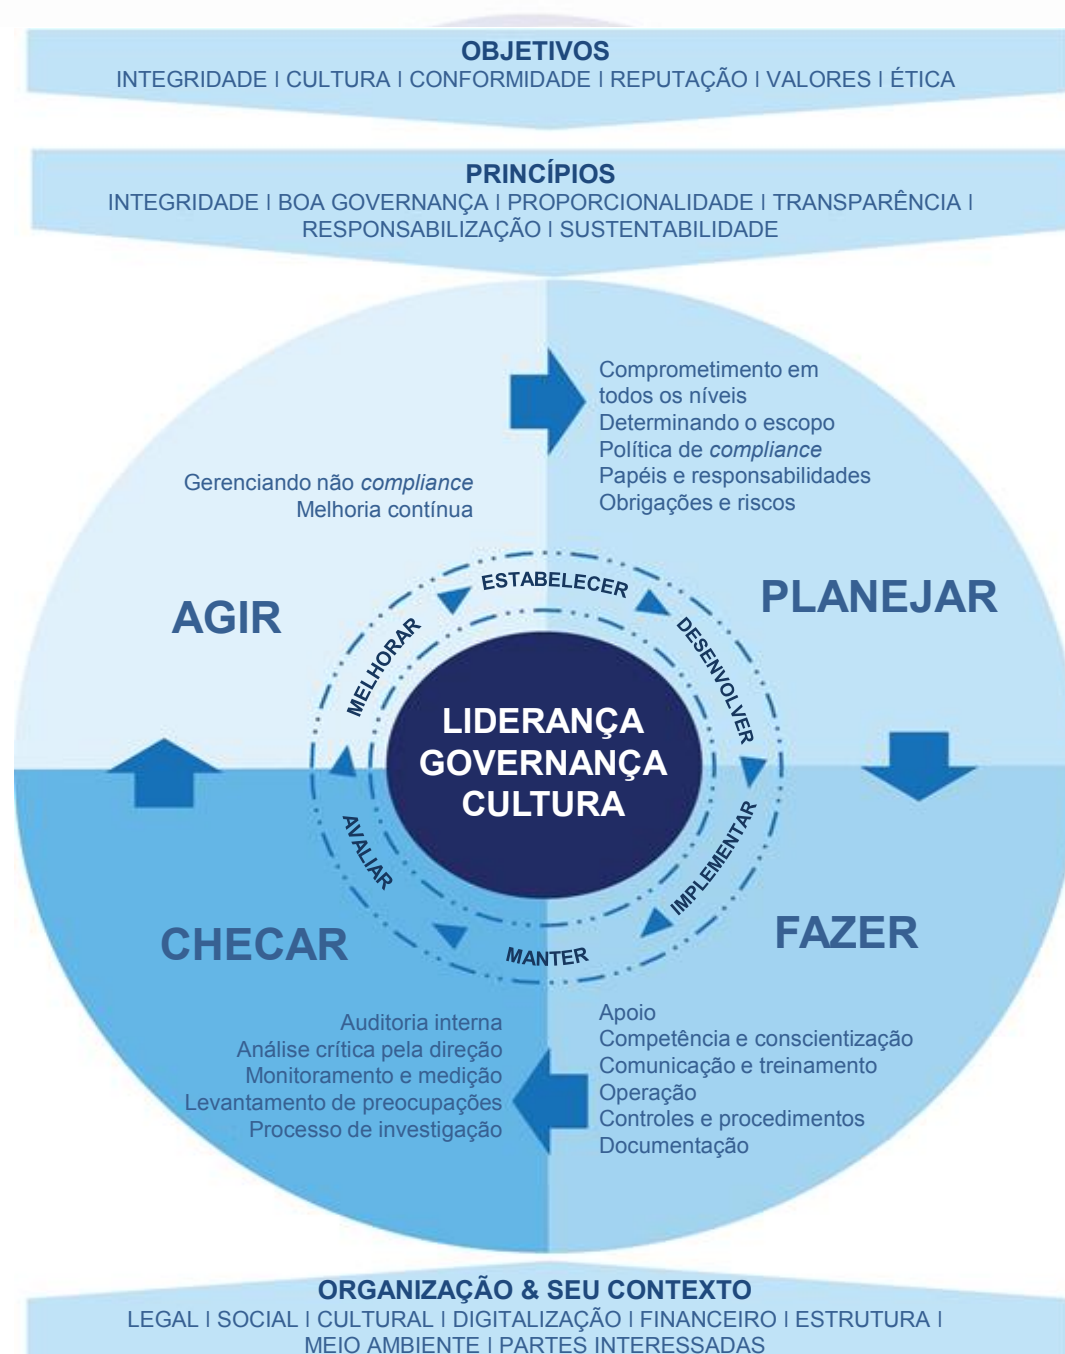 OBJETIVOS
INTEGRIDADE I CULTURA I CONFORMIDADE I REPUTAÇÃO I VALORES I ÉTICA
PRINCÍPIOS
INTEGRIDADE I BOA GOVERNANÇA I PROPORCIONALIDADE I TRANSPARÊNCIA I
RESPONSABILIZAÇÃO I SUSTENTABILIDADE
Comprometimento em
todos os níveis
Determinando o escopo
Política de compliance
Papéis e responsabilidades
Obrigações e riscos
PLANEJAR
Gerenciando não compliance
Melhoria contínua
AGIR
ESTABELECER
DESENVOLVER
IMPLEMENTAR
MANTER
AVALIAR
MELHORAR
LIDERANÇA
GOVERNANÇA
CULTURA
CHECAR
Auditoria interna
Análise crítica pela direção
Monitoramento e medição
Levantamento de preocupações
Processo de investigação
FAZER
Apoio
Competência e conscientização
Comunicação e treinamento
Operação
Controles e procedimentos
Documentação
ORGANIZAÇÃO & SEU CONTEXTO
LEGAL I SOCIAL I CULTURAL I DIGITALIZAÇÃO I FINANCEIRO I ESTRUTURA I
MEIO AMBIENTE I PARTES INTERESSADAS